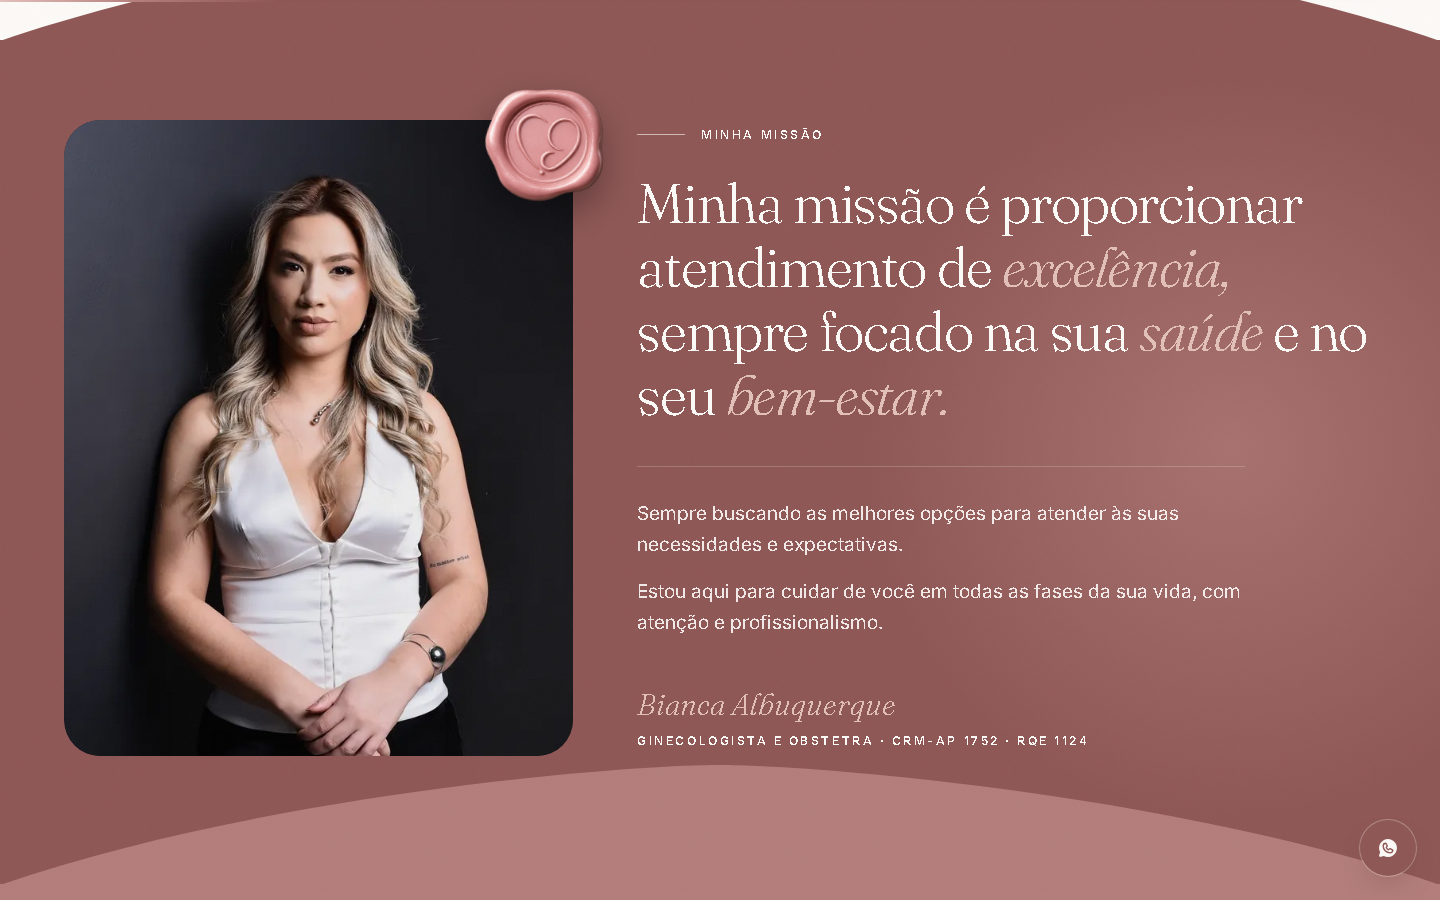 MINHA MISSÃO
Minha missão é proporcionar
atendimento de excelência,
sempre focado na sua saúde e no
seu bem-estar.
Sempre buscando as melhores opções para atender às suas
necessidades e expectativas.
Estou aqui para cuidar de você em todas as fases da sua vida, com
atenção e profissionalismo.
Bianca Albuquerque
GINECOLOGISTA E OBSTETRA · CRM-AP 1752 · RQE 1124